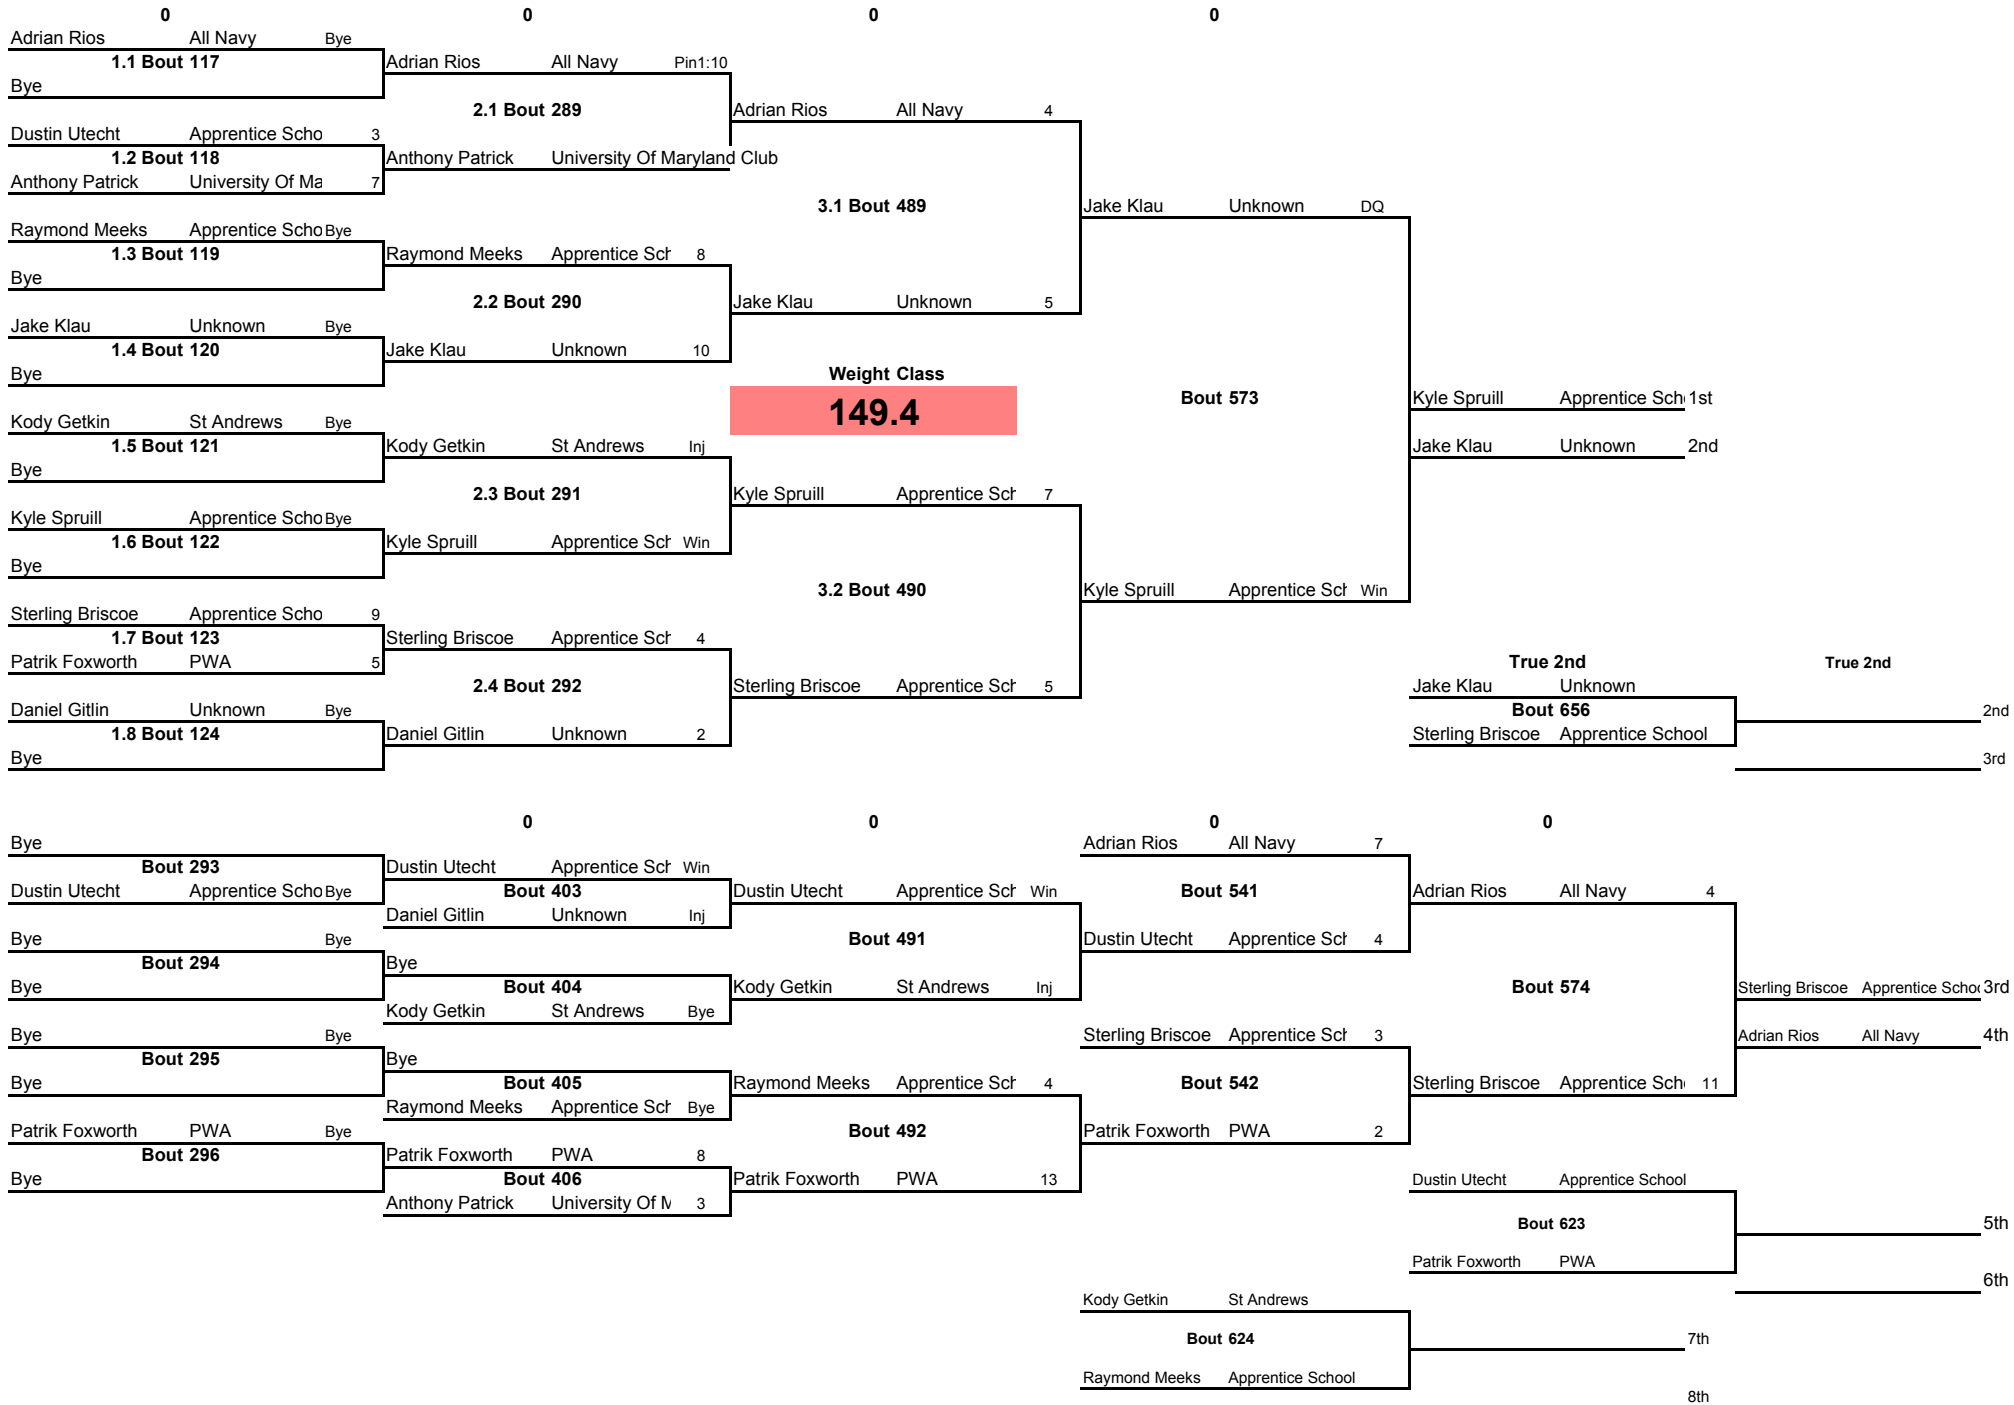 0 0 0 0
Adrian Rios All Navy Bye
1.1 Bout 117 Adrian Rios All Navy Pin1:10
Bye
2.1 Bout 289 Adrian Rios All Navy 4
Dustin Utecht Apprentice Scho 3
1.2 Bout 118 Anthony Patrick University Of Maryland Club
Anthony Patrick University Of Ma 7
3.1 Bout 489 Jake Klau Unknown DQ
Raymond Meeks Apprentice Scho Bye
1.3 Bout 119 Raymond Meeks Apprentice Sch 8
Bye
2.2 Bout 290 Jake Klau Unknown 5
Jake Klau Unknown Bye
1.4 Bout 120 Jake Klau Unknown 10
Bye Weight Class
Bout 573 Kyle Spruill Apprentice Sch 1st
149.4
Kody Getkin St Andrews Bye
1.5 Bout 121 Kody Getkin St Andrews Inj Jake Klau Unknown 2nd
Bye
2.3 Bout 291 Kyle Spruill Apprentice Sch 7
Kyle Spruill Apprentice Scho Bye
1.6 Bout 122 Kyle Spruill Apprentice Sch Win
Bye
3.2 Bout 490 Kyle Spruill Apprentice Sch Win
Sterling Briscoe Apprentice Scho 9
1.7 Bout 123 Sterling Briscoe Apprentice Sch 4
Patrik Foxworth PWA 5 True 2nd True 2nd
2.4 Bout 292 Sterling Briscoe Apprentice Sch 5 Jake Klau Unknown
Daniel Gitlin Unknown Bye Bout 656 2nd
1.8 Bout 124 Daniel Gitlin Unknown 2 Sterling Briscoe Apprentice School
Bye 3rd
0 0 0 0
Bye Adrian Rios All Navy 7
Bout 293 Dustin Utecht Apprentice Sch Win
Dustin Utecht Apprentice Scho Bye Bout 403 Dustin Utecht Apprentice Sch Win Bout 541 Adrian Rios All Navy 4
Daniel Gitlin Unknown Inj
Bye Bye Bout 491 Dustin Utecht Apprentice Sch 4
Bout 294 Bye
Bye Bout 404 Kody Getkin St Andrews Inj Bout 574 Sterling Briscoe Apprentice Schoo 3rd
Kody Getkin St Andrews Bye
Bye Bye Sterling Briscoe Apprentice Sch 3 Adrian Rios All Navy 4th
Bout 295 Bye
Bye Bout 405 Raymond Meeks Apprentice Sch 4 Bout 542 Sterling Briscoe Apprentice Sch 11
Raymond Meeks Apprentice Sch Bye
Patrik Foxworth PWA Bye Bout 492 Patrik Foxworth PWA 2
Bout 296 Patrik Foxworth PWA 8
Bye Bout 406 Patrik Foxworth PWA 13 Dustin Utecht Apprentice School
Anthony Patrick University Of M 3
Bout 623 5th
Patrik Foxworth PWA
6th
Kody Getkin St Andrews
Bout 624 7th
Raymond Meeks Apprentice School
8th